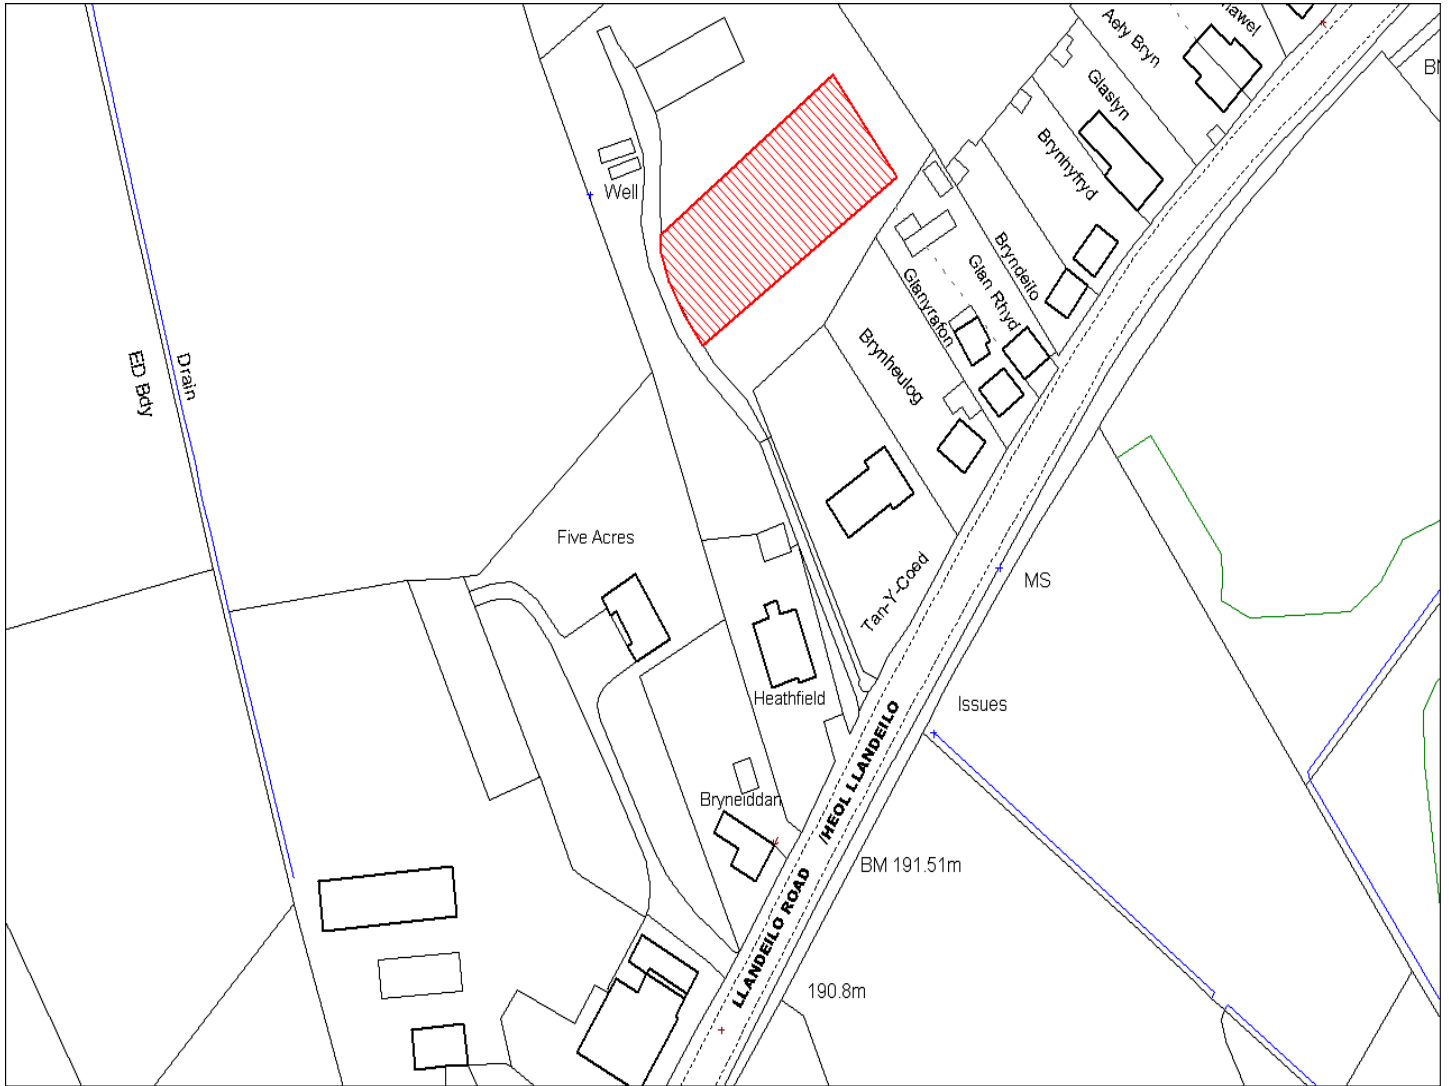 Aely Bryn
Glaslyn
Brynhyfryd
Well
Bryndeilo
Glan Rhyd
Glanyrafon
Brynheulog
Drain
ED Bdy
Five Acres
MS
Tan-Y-Coed
Heathfield
Issues
Bryneiddan
LLANDEILO ROAD /HEOL LLANDEILO
BM 191.51m
190.8m